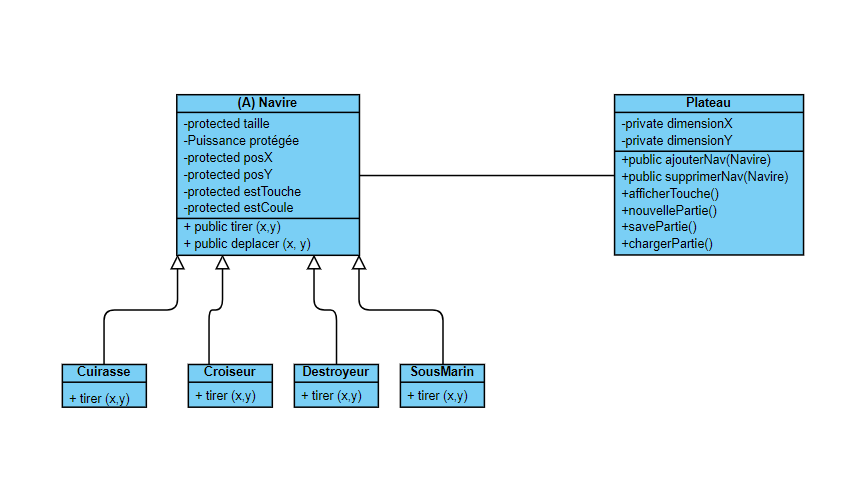 (A) Navire
-protected taille
-Puissance protégée
-protected posX
-protected posY
-protected estTouche
-protected estCoule
+ public tirer (x,y)
+ public deplacer (x, y)
Plateau
-private dimensionX
-private dimensionY
+public ajouterNav(Navire)
+public supprimerNav(Navire)
+afficherTouche()
+nouvellePartie()
+savePartie()
+chargerPartie()
Cuirasse
+ tirer (x,y)
Croiseur
+ tirer (x,y)
Destroyeur
+ tirer (x,y)
SousMarin
+ tirer (x,y)